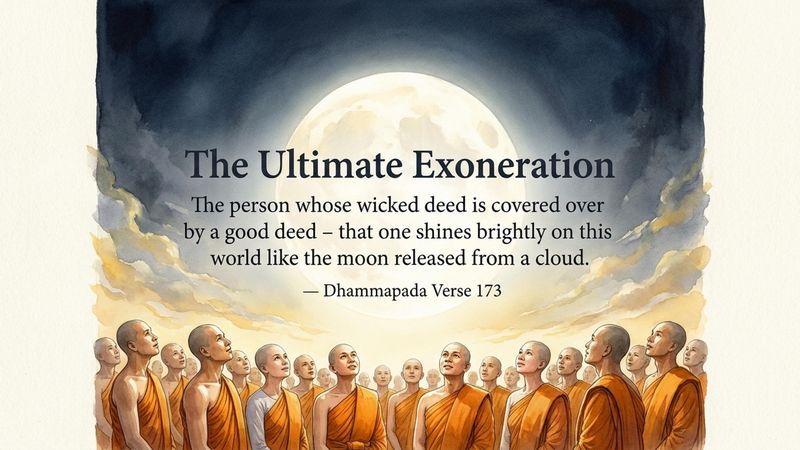 The Ultimate Exoneration
The person whose wicked deed is covered over
by a good deed – that one shines brightly on this
world like the moon released from a cloud.
— Dhammapada Verse 173